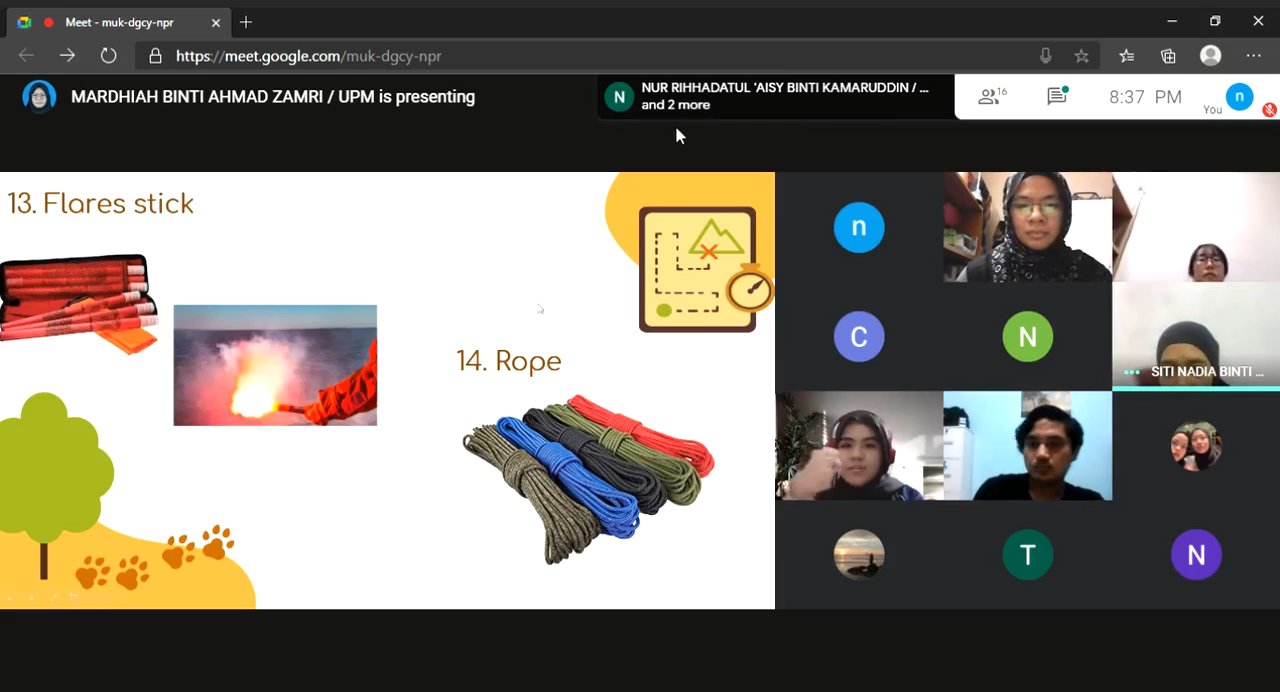 Meet - muk-dgcy-npr
https://meet.google.com/muk-dgcy-npr
MARDHIAH BINTI AHMAD ZAMRI / UPM is presenting
N
NUR RIHHADATUL 'AISY BINTI KAMARUDDIN / ...
and 2 more
16
8:37 PM
You
n
13. Flares stick
14. Rope
n
C
N
SITI NADIA BINTI ...
T
N